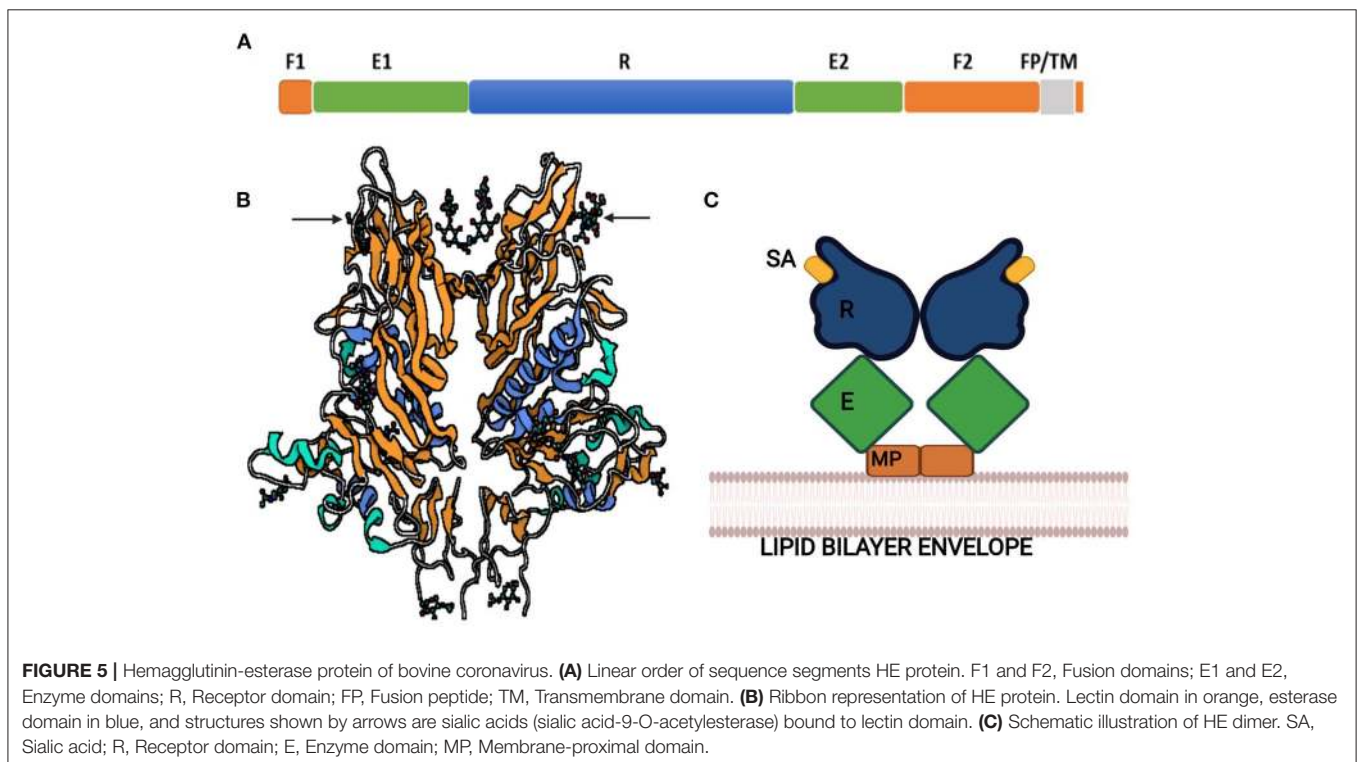 (A)
F1 E1 R E2 F2 FP/TM
(B)
(C)
SA
R
E
MP
LIPID BILAYER ENVELOPE
FIGURE 5 | Hemagglutinin-esterase protein of bovine coronavirus. (A) Linear order of sequence segments HE protein. F1 and F2, Fusion domains; E1 and E2,
Enzyme domains; R, Receptor domain; FP, Fusion peptide; TM, Transmembrane domain. (B) Ribbon representation of HE protein. Lectin domain in orange, esterase
domain in blue, and structures shown by arrows are sialic acids (sialic acid-9-O-acetylesterase) bound to lectin domain. (C) Schematic illustration of HE dimer. SA,
Sialic acid; R, Receptor domain; E, Enzyme domain; MP, Membrane-proximal domain.